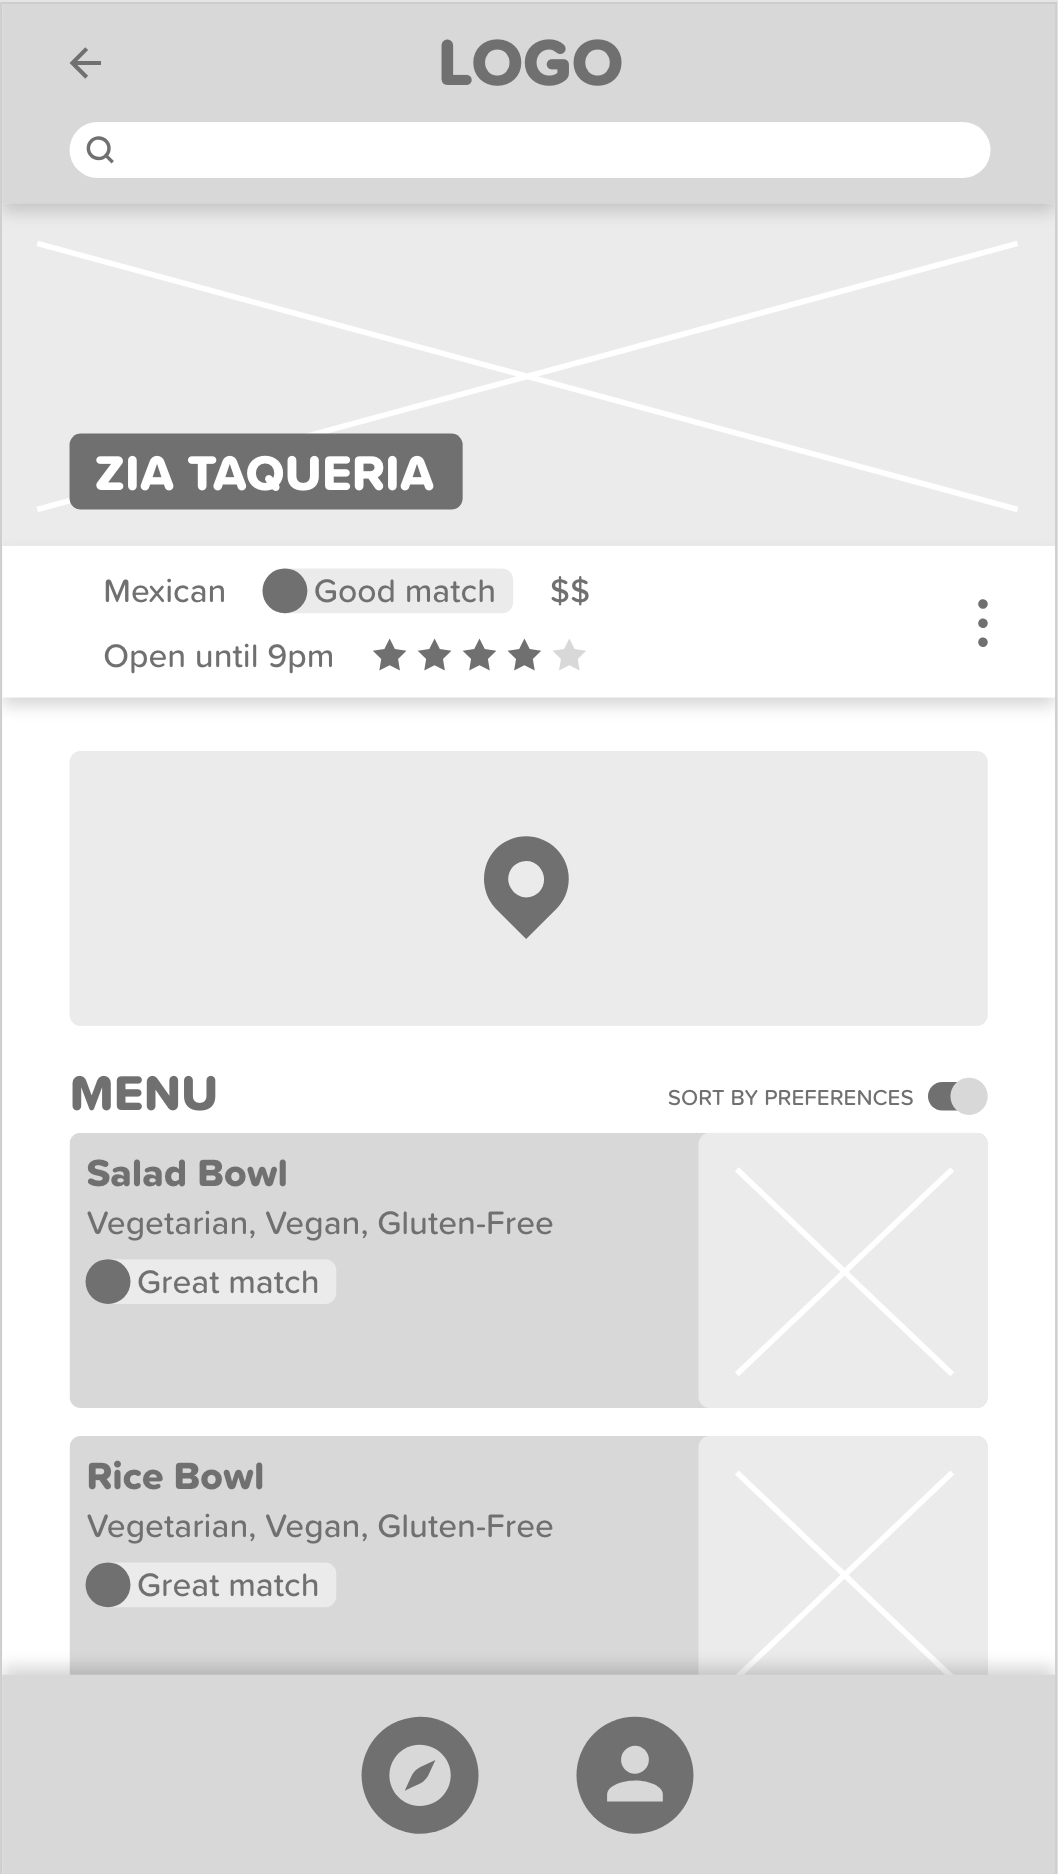 LOGO
ZIA TAQUERIA
Mexican Good match $$
Open until 9pm
MENU
SORT BY PREFERENCES
Salad Bowl
Vegetarian, Vegan, Gluten-Free
Great match
Rice Bowl
Vegetarian, Vegan, Gluten-Free
Great match